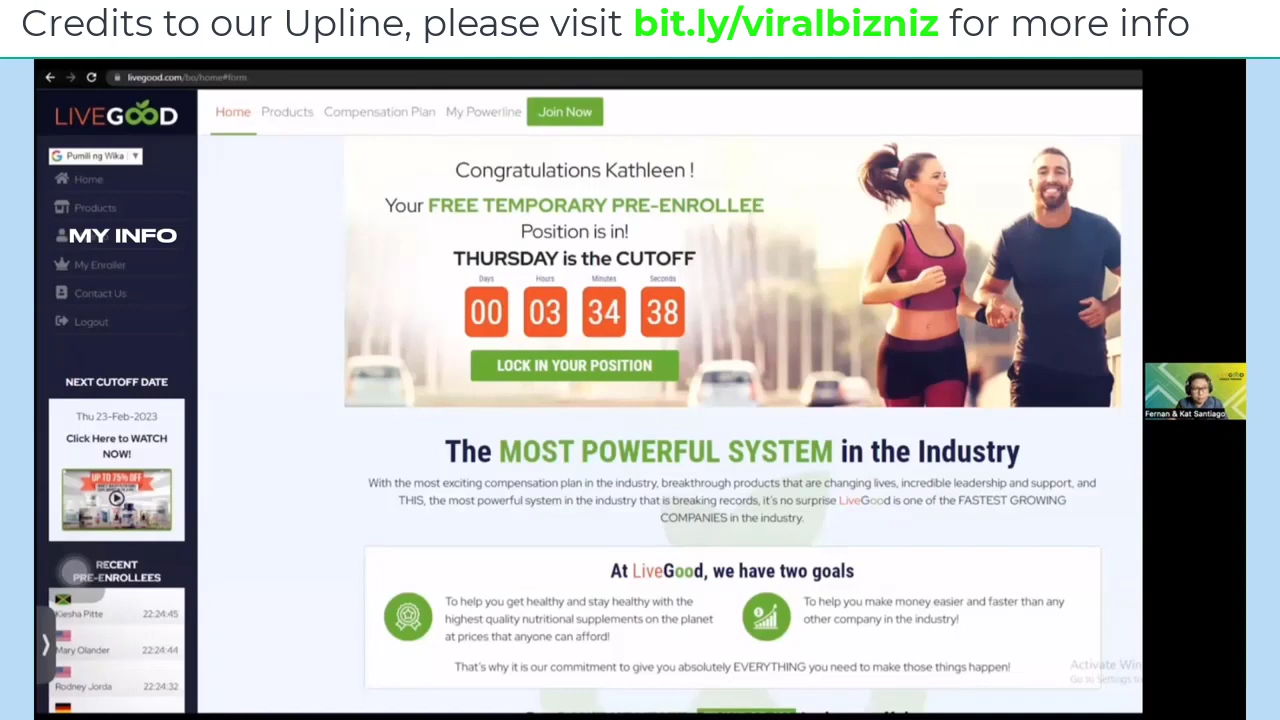 Credits to our Upline, please visit bit.ly/viralbizniz for more info
livegood.com/bo/home#form
LIVEGOOD
Home Products Compensation Plan My Powerline Join Now
Pumili ng Wika
Home
Products
MY INFO
My Enroller
Contact Us
Logout
NEXT CUTOFF DATE
Thu 23-Feb-2023
Click Here to WATCH
NOW!
UP TO 75% OFF
RECENT
PRE-ENROLLEES
Kiesha Pitte 22:24:45
Mary Olander 22:24:44
Rodney Jorda 22:24:32
Congratulations Kathleen !
Your FREE TEMPORARY PRE-ENROLLEE
Position is in!
THURSDAY is the CUTOFF
Days Hours Minutes Seconds
00 03 34 38
LOCK IN YOUR POSITION
The MOST POWERFUL SYSTEM in the Industry
With the most exciting compensation plan in the industry, breakthrough products that are changing lives, incredible leadership and support, and
THIS, the most powerful system in the industry that is breaking records, it's no surprise LiveGood is one of the FASTEST GROWING
COMPANIES in the industry.
At LiveGood, we have two goals
To help you get healthy and stay healthy with the
highest quality nutritional supplements on the planet
at prices that anyone can afford!
To help you make money easier and faster than any
other company in the industry!
That's why it is our commitment to give you absolutely EVERYTHING you need to make those things happen!
Activate Win
Go to Settings to
Fernan & Kat Santiago